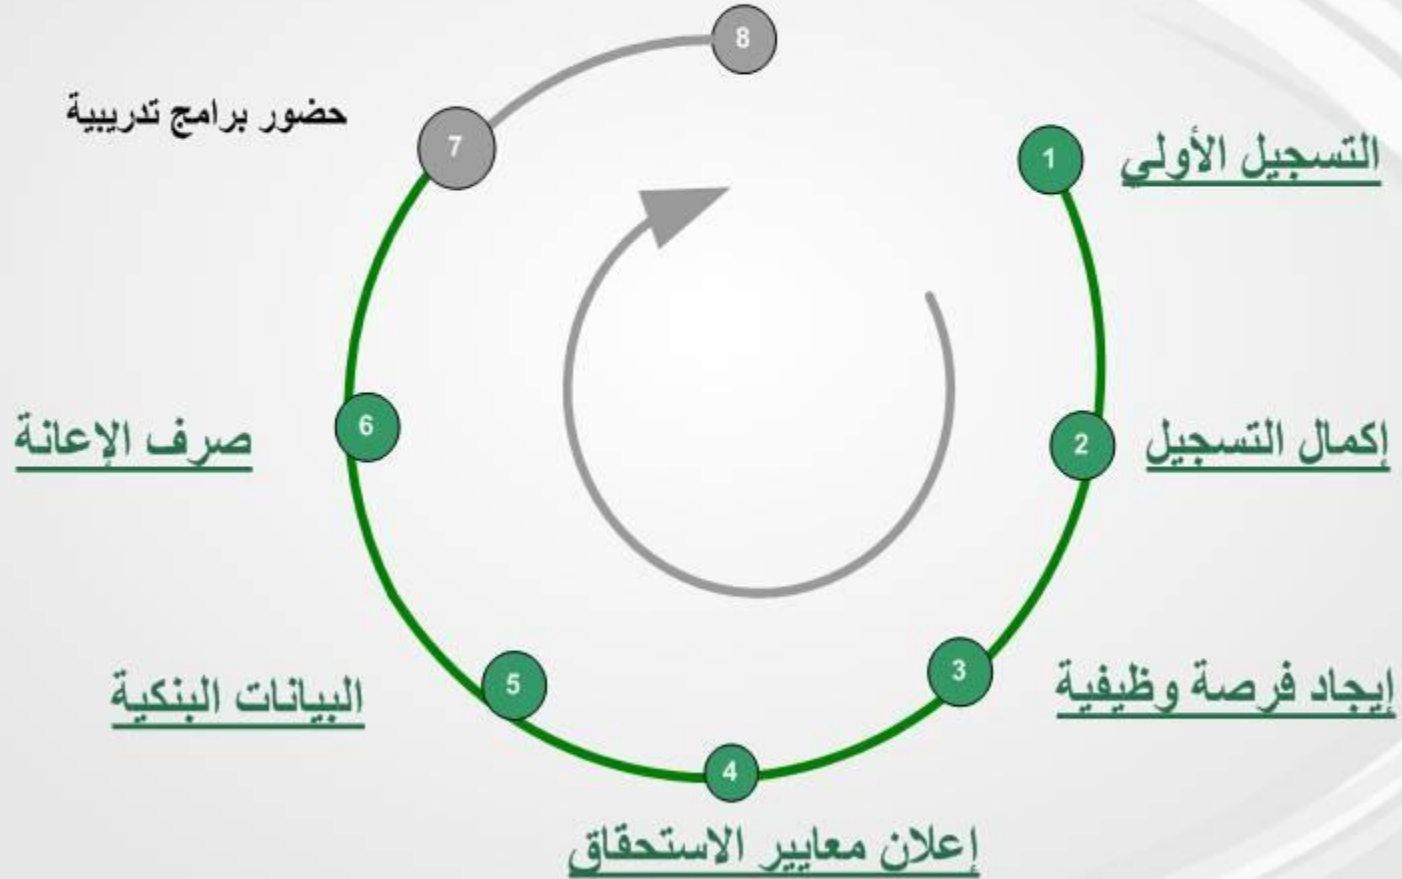 8
7
حضور برامج تدريبية
1
التسجيل الأولي
6
صرف الإعانة
2
إكمال التسجيل
5
البيانات البنكية
3
إيجاد فرصة وظيفية
4
إعلان معايير الاستحقاق